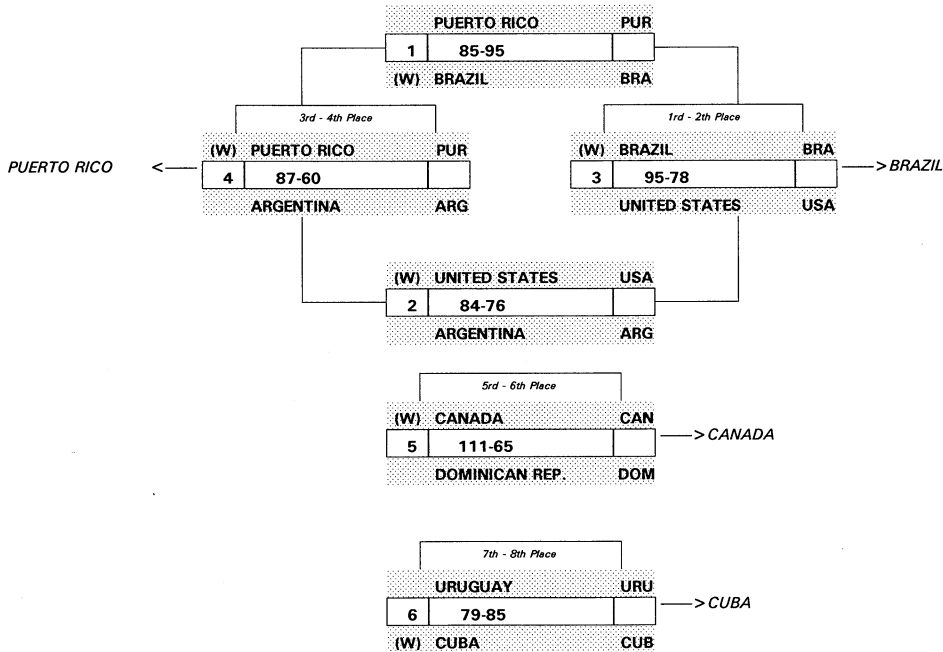 PUERTO RICO PUR
1 85-95
(W) BRAZIL BRA
3rd - 4th Place
(W) PUERTO RICO PUR
PUERTO RICO <
4 87-60
ARGENTINA ARG
1rd - 2th Place
(W) BRAZIL BRA
3 95-78
> BRAZIL
UNITED STATES USA
(W) UNITED STATES USA
2 84-76
ARGENTINA ARG
5rd - 6th Place
(W) CANADA CAN
5 111-65
> CANADA
DOMINICAN REP. DOM
7th - 8th Place
URUGUAY URU
6 79-85
> CUBA
(W) CUBA CUB